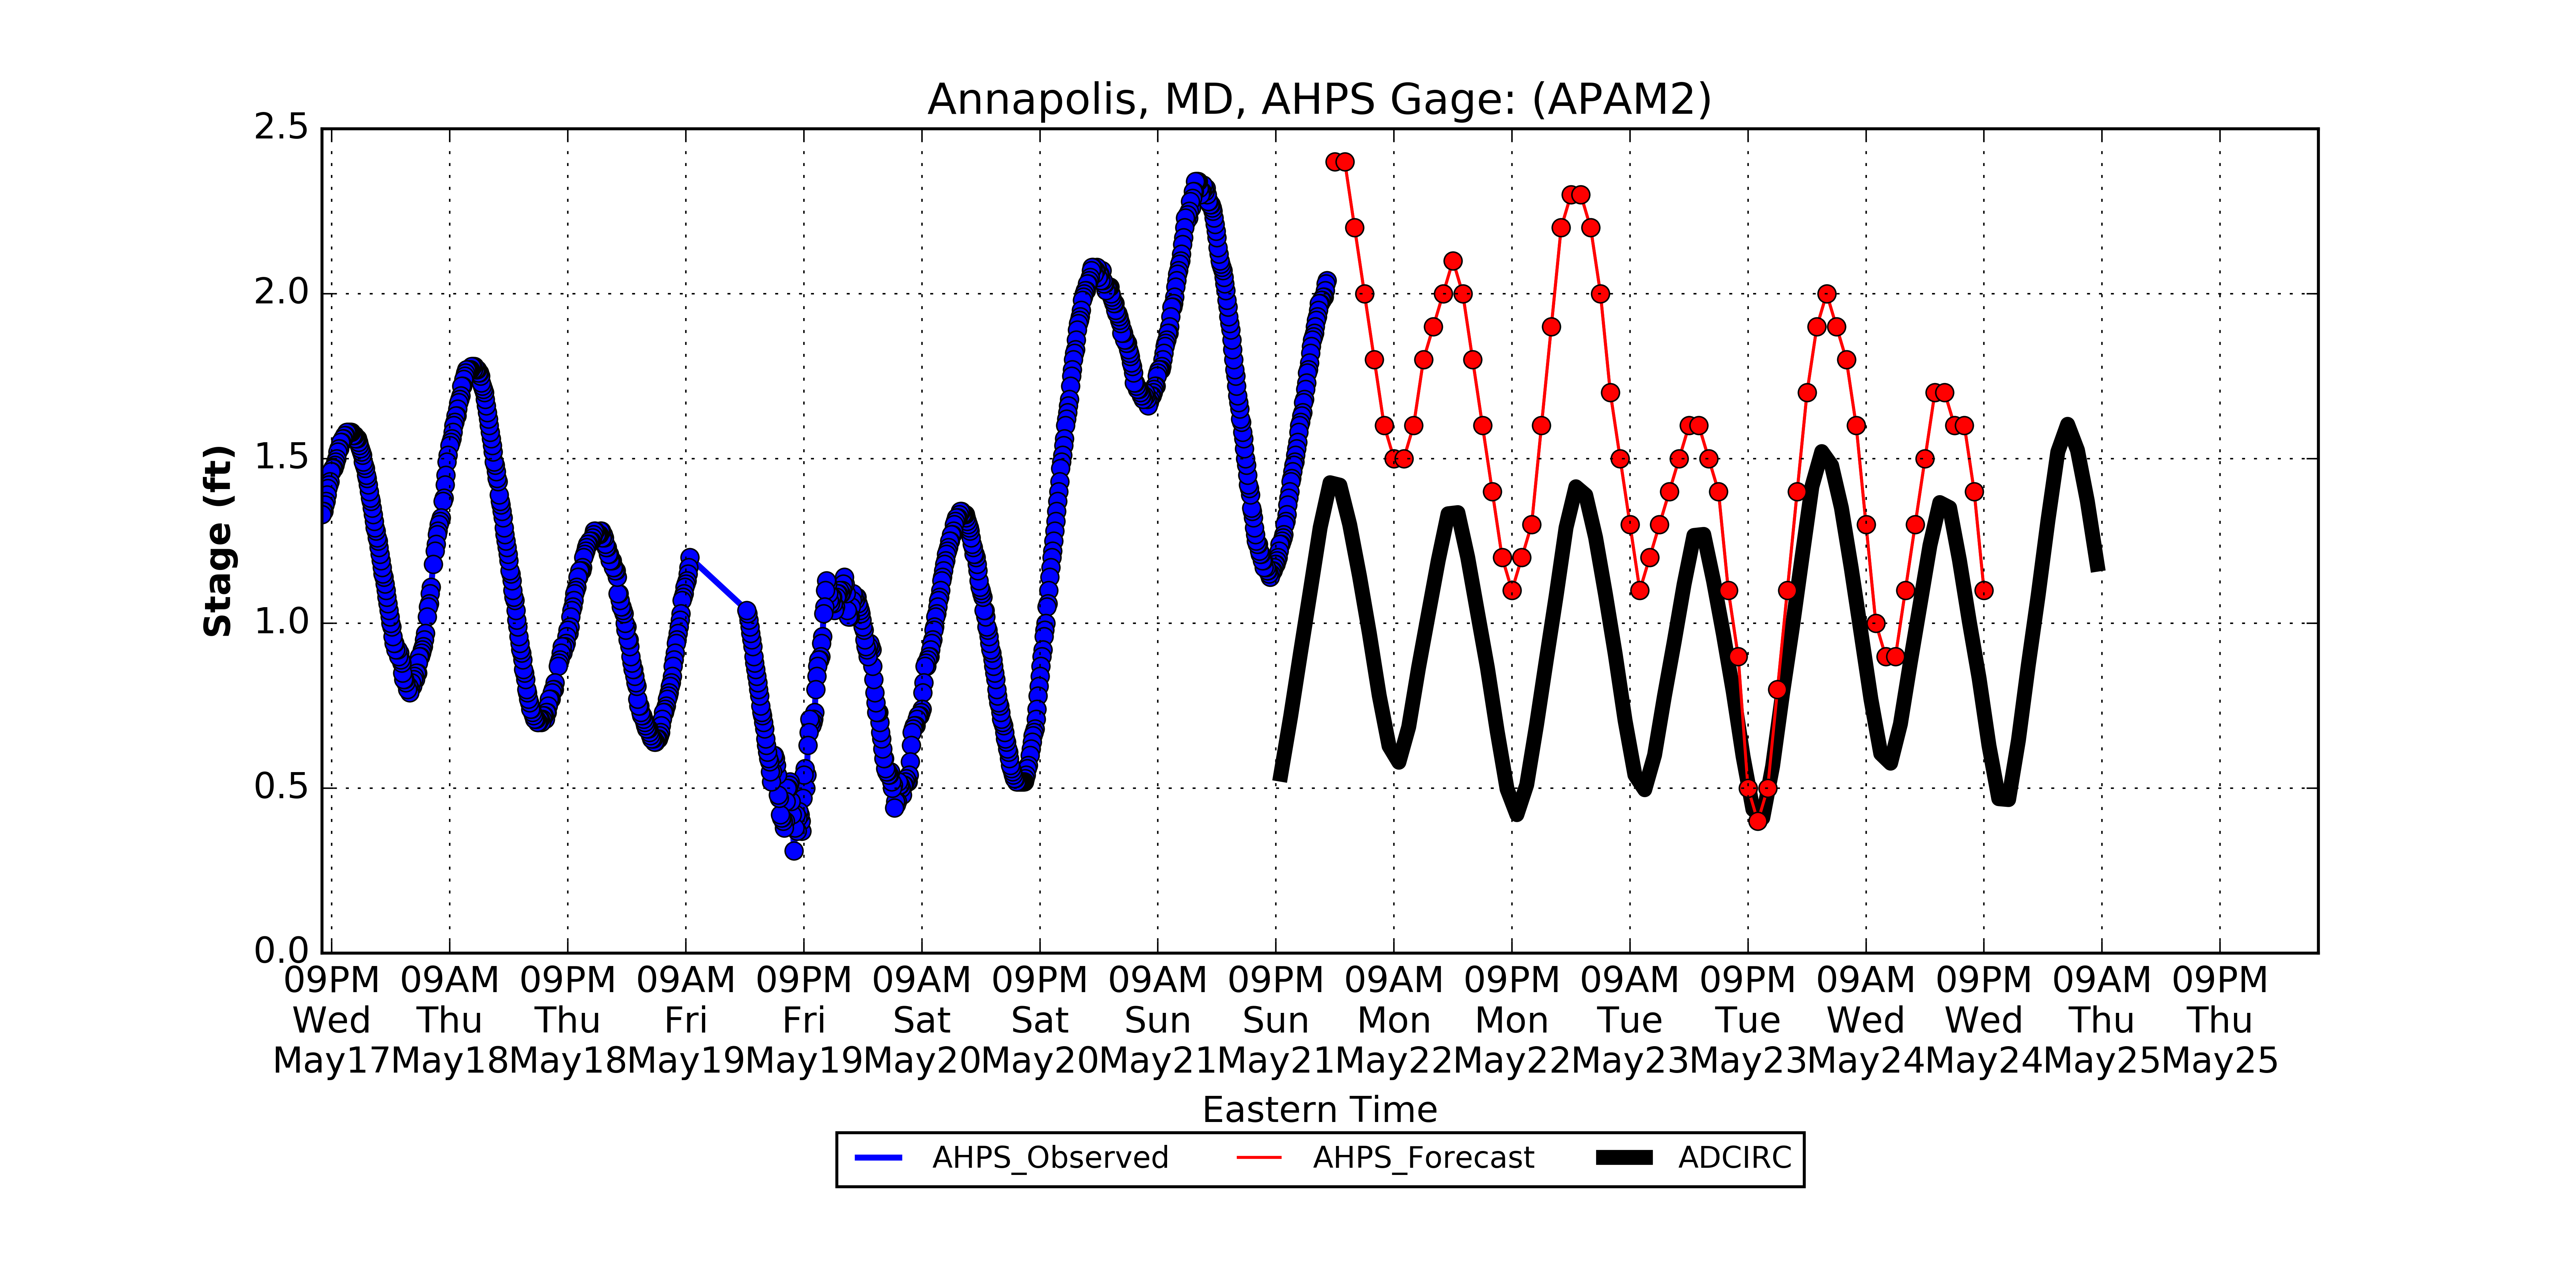 Annapolis, MD, AHPS Gage: (APAM2)
2.5
2.0
1.5
1.0
0.5
0.0
Stage (ft)
09PM 09AM 09PM 09AM 09PM 09AM 09PM 09AM 09PM 09AM 09PM 09AM 09PM 09AM 09PM 09AM 09PM
Wed Thu Thu Fri Fri Sat Sat Sun Sun Mon Mon Tue Tue Wed Wed Thu Thu
May17 May18 May18 May19 May19 May20 May20 May21 May21 May22 May22 May23 May23 May24 May24 May25 May25
Eastern Time
AHPS_Observed AHPS_Forecast ADCIRC